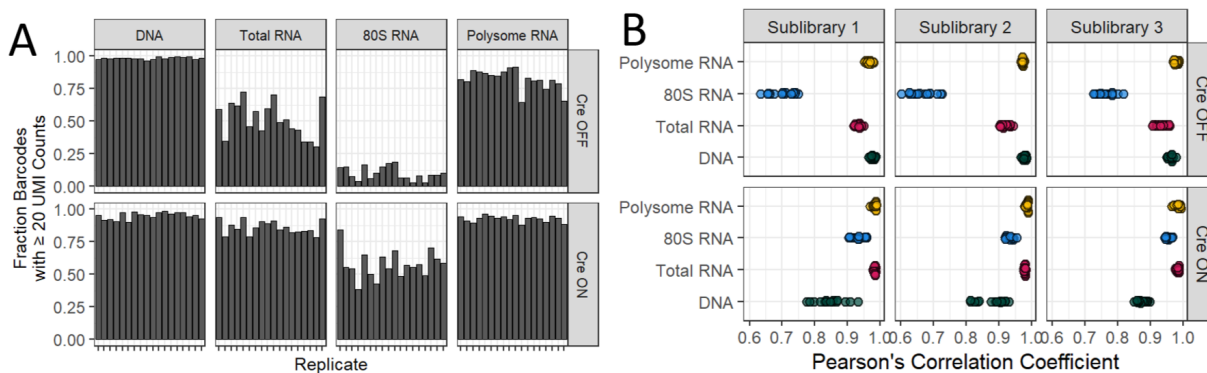 A
DNA
Total RNA
80S RNA
Polysome RNA
Fraction Barcodes
with ≥ 20 UMI Counts
1.00
0.75
0.50
0.25
0.00
Cre OFF
1.00
0.75
0.50
0.25
0.00
Cre ON
Replicate
B
Sublibrary 1
Sublibrary 2
Sublibrary 3
Polysome RNA
80S RNA
Total RNA
DNA
Cre OFF
Polysome RNA
80S RNA
Total RNA
DNA
Cre ON
0.6 0.7 0.8 0.9 1.0 0.6 0.7 0.8 0.9 1.0 0.6 0.7 0.8 0.9 1.0
Pearson's Correlation Coefficient